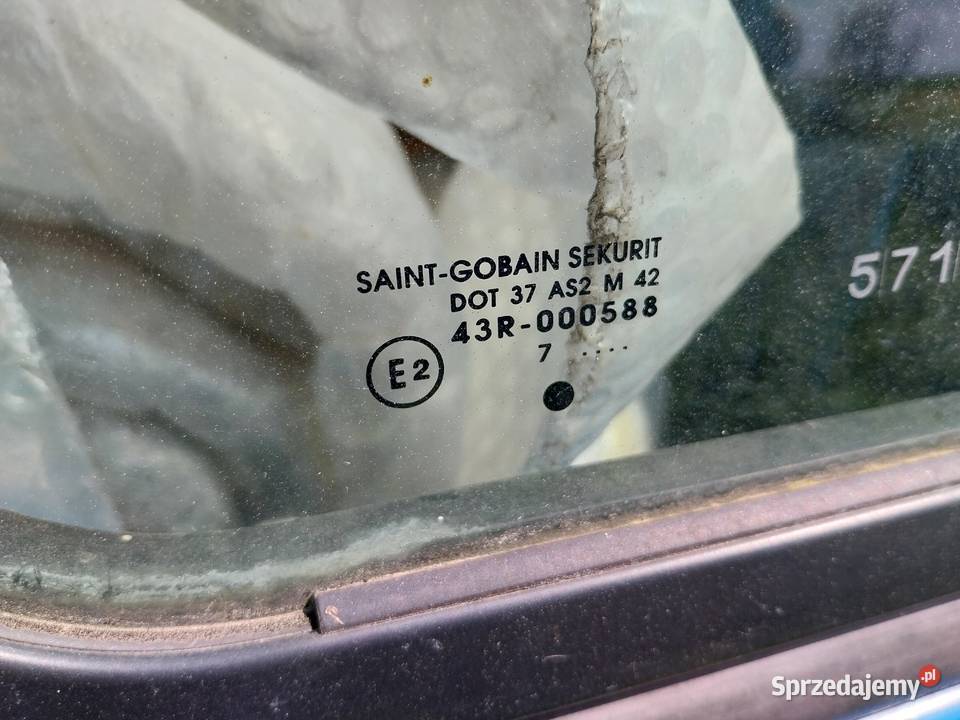 SAINT-GOBAIN SEKURIT
DOT 37 AS2 M 42
43R-000588
7 ....
E2
571
Sprzedajemy.pl